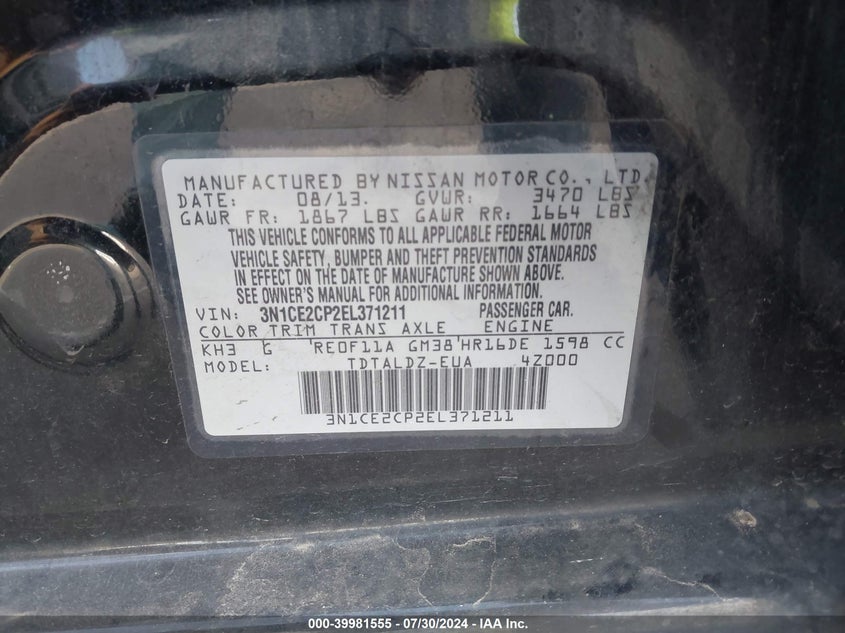 MANUFACTURED BY NISSAN MOTOR CO., LTD.
DATE: 08/13. GVWR: 3470 LBS
GAWR FR: 1867 LBS GAWR RR: 1664 LBS
THIS VEHICLE CONFORMS TO ALL APPLICABLE FEDERAL MOTOR
VEHICLE SAFETY, BUMPER AND THEFT PREVENTION STANDARDS
IN EFFECT ON THE DATE OF MANUFACTURE SHOWN ABOVE.
SEE OWNER'S MANUAL FOR ADDITIONAL INFORMATION.
VIN: 3N1CE2CP2EL371211 PASSENGER CAR.
COLOR TRIM TRANS AXLE ENGINE
KH3 G RE0F11A GM38 HR16DE 1598 CC
MODEL: TDTALDZ-EUA 4Z000
3N1CE2CP2EL371211
000-39981555 - 07/30/2024 - IAA Inc.